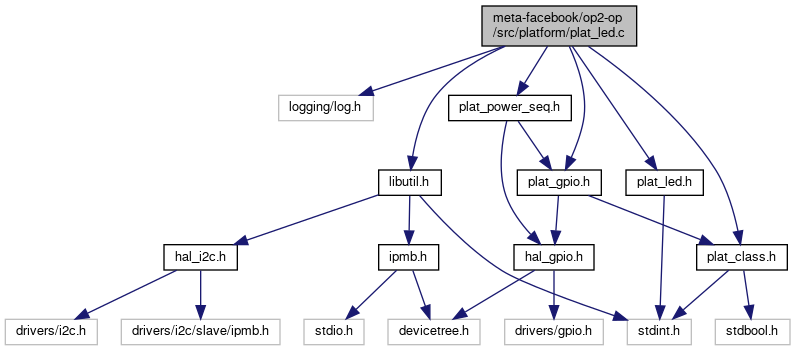 meta-facebook/op2-op
/src/platform/plat_led.c
logging/log.h
plat_power_seq.h
libutil.h
plat_gpio.h
plat_led.h
hal_i2c.h
ipmb.h
hal_gpio.h
plat_class.h
drivers/i2c.h
drivers/i2c/slave/ipmb.h
stdio.h
devicetree.h
drivers/gpio.h
stdint.h
stdbool.h